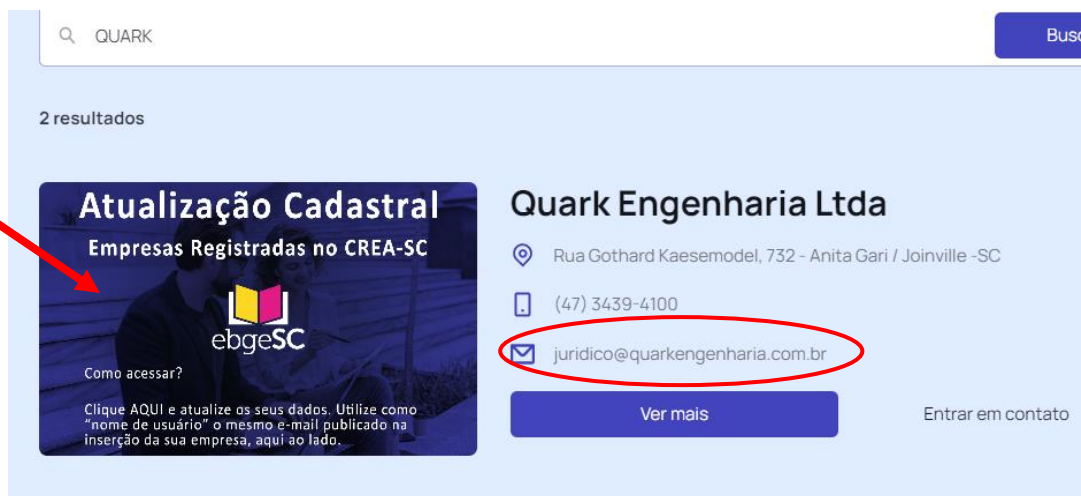 QUARK
2 resultados
Atualização Cadastral
Empresas Registradas no CREA-SC
ebgeSC
Como acessar?
Clique AQUI e atualize os seus dados. Utilize como
“nome de usuário” o mesmo e-mail publicado na
inserção da sua empresa, aqui ao lado.
Quark Engenharia Ltda
Rua Gothard Kaesemodel, 732 - Anita Gari / Joinville -SC
(47) 3439-4100
juridico@quarkengenharia.com.br
Ver mais
Entrar em contato